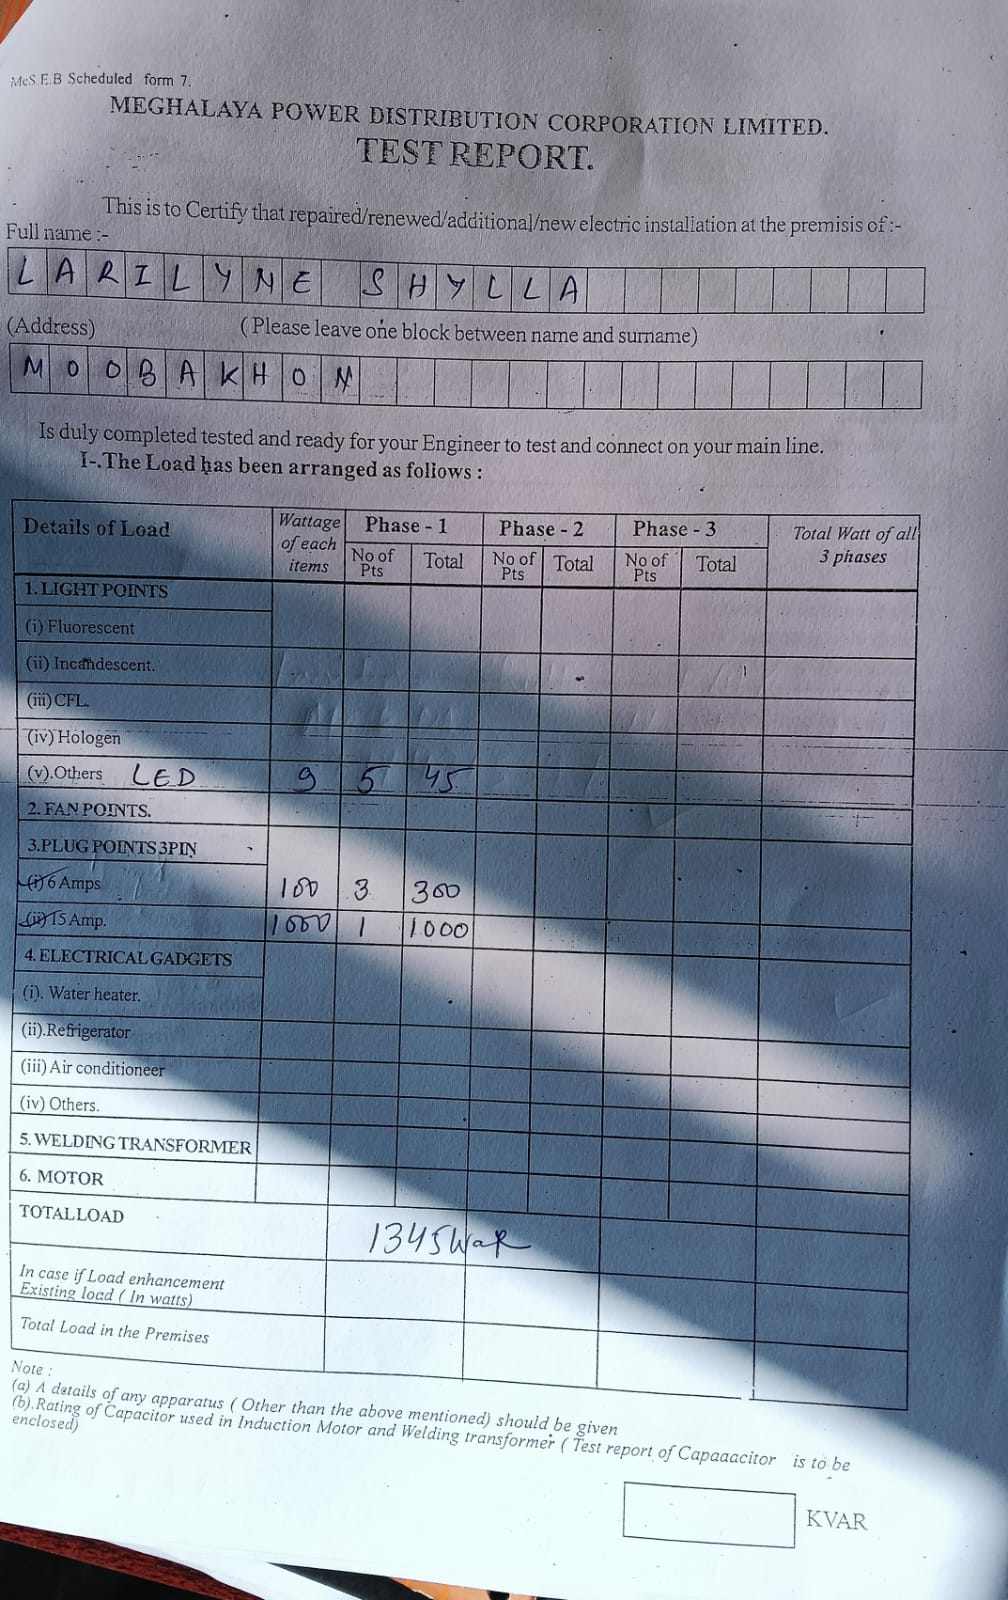 MeS.E.B Scheduled form 7.
MEGHALAYA POWER DISTRIBUTION CORPORATION LIMITED.
TEST REPORT.
This is to Certify that repaired/renewed/additional/new electric installation at the premisis of :-
Full name :-
LARILYNE SHYLLA
(Address) (Please leave one block between name and surname)
MOOBAKHON
Is duly completed tested and ready for your Engineer to test and connect on your main line.
I-.The Load has been arranged as follows :
Details of Load Wattage of each items Phase - 1 Phase - 2 Phase - 3 Total Watt of all 3 phases
No of Pts Total No of Pts Total No of Pts Total
1. LIGHT POINTS
(i) Fluorescent
(ii) Incandescent.
(iii) CFL.
(iv) Hologen
(v).Others LED 9 5 45
2. FAN POINTS.
3.PLUG POINTS 3PIN
(i) 6 Amps 100 3 300
(ii) 15 Amp. 1000 1 1000
4. ELECTRICAL GADGETS
(i). Water heater.
(ii).Refrigerator
(iii) Air conditioneer
(iv) Others.
5. WELDING TRANSFORMER
6. MOTOR
TOTAL LOAD 1345
In case if Load enhancement
Existing load ( In watts)
Total Load in the Premises
Note :
(a) A details of any apparatus ( Other than the above mentioned) should be given
(b).Rating of Capacitor used in Induction Motor and Welding transformer ( Test report of Capaaacitor is to be
enclosed)
KVAR